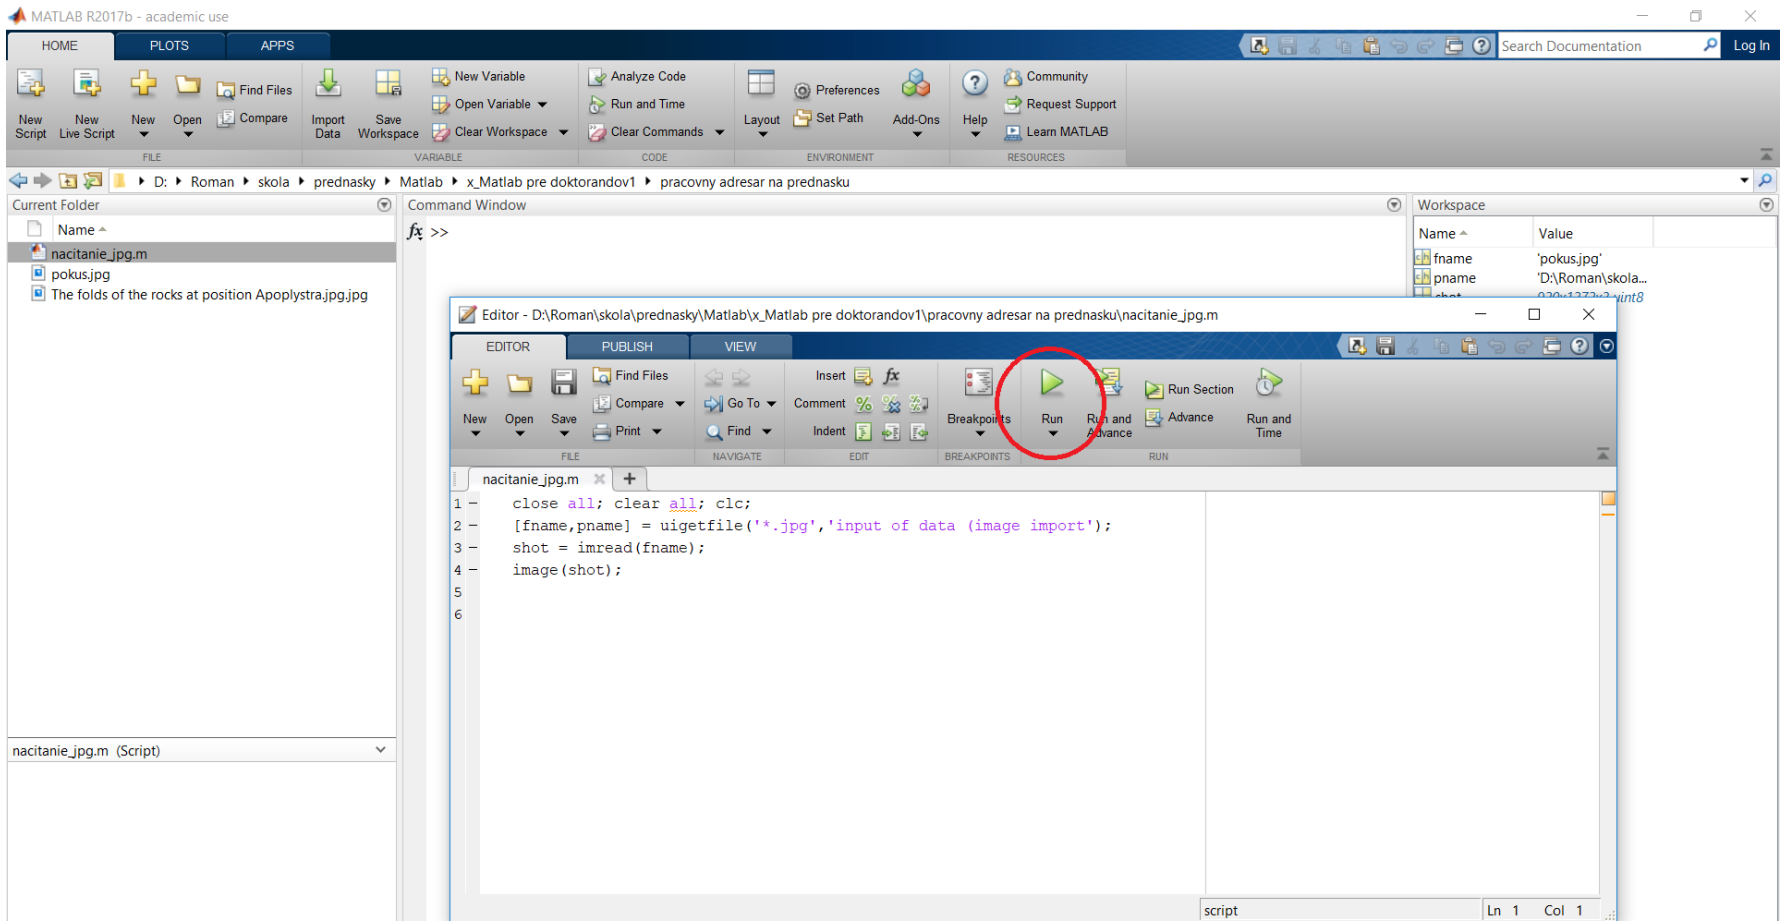 MATLAB R2017b - academic use
HOME PLOTS APPS
Search Documentation Log In
New Script
New Live Script
New
Open
Find Files
Compare
Import Data
Save Workspace
New Variable
Open Variable
Clear Workspace
Analyze Code
Run and Time
Clear Commands
Layout
Preferences
Set Path
Add-Ons
Help
Community
Request Support
Learn MATLAB
FILE VARIABLE CODE ENVIRONMENT RESOURCES
D: Roman skola prednasky Matlab x_Matlab pre doktorandov1 pracovny adresar na prednasku
Current Folder
Name
nacitanie_jpg.m
pokus.jpg
The folds of the rocks at position Apoplystra.jpg.jpg
nacitanie_jpg.m (Script)
Command Window
fx >>
Workspace
Name Value
fname 'pokus.jpg'
pname 'D:\Roman\skola...
Editor - D:\Roman\skola\prednasky\Matlab\x_Matlab pre doktorandov1\pracovny adresar na prednasku\nacitanie_jpg.m
EDITOR PUBLISH VIEW
New
Open
Save
Find Files
Compare
Print
Go To
Find
Insert fx
Comment
Indent
Breakpoints
Run
Run and Advance
Run Section
Advance
Run and Time
FILE NAVIGATE EDIT BREAKPOINTS RUN
nacitanie_jpg.m
1 close all; clear all; clc;
2 [fname,pname] = uigetfile('*.jpg','input of data (image import');
3 shot = imread(fname);
4 image(shot);
5
6
script Ln 1 Col 1